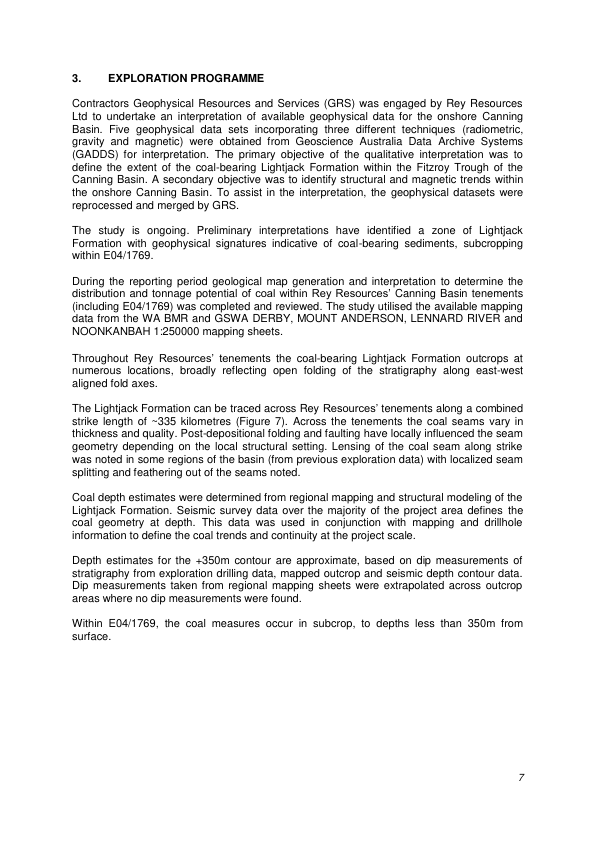 3. EXPLORATION PROGRAMME
Contractors Geophysical Resources and Services (GRS) was engaged by Rey Resources
Ltd to undertake an interpretation of available geophysical data for the onshore Canning
Basin. Five geophysical data sets incorporating three different techniques (radiometric,
gravity and magnetic) were obtained from Geoscience Australia Data Archive Systems
(GADDS) for interpretation. The primary objective of the qualitative interpretation was to
define the extent of the coal-bearing Lightjack Formation within the Fitzroy Trough of the
Canning Basin. A secondary objective was to identify structural and magnetic trends within
the onshore Canning Basin. To assist in the interpretation, the geophysical datasets were
reprocessed and merged by GRS.
The study is ongoing. Preliminary interpretations have identified a zone of Lightjack
Formation with geophysical signatures indicative of coal-bearing sediments, subcropping
within E04/1769.
During the reporting period geological map generation and interpretation to determine the
distribution and tonnage potential of coal within Rey Resources' Canning Basin tenements
(including E04/1769) was completed and reviewed. The study utilised the available mapping
data from the WA BMR and GSWA DERBY, MOUNT ANDERSON, LENNARD RIVER and
NOONKANBAH 1:250000 mapping sheets.
Throughout Rey Resources' tenements the coal-bearing Lightjack Formation outcrops at
numerous locations, broadly reflecting open folding of the stratigraphy along east-west
aligned fold axes.
The Lightjack Formation can be traced across Rey Resources' tenements along a combined
strike length of ~335 kilometres (Figure 7). Across the tenements the coal seams vary in
thickness and quality. Post-depositional folding and faulting have locally influenced the seam
geometry depending on the local structural setting. Lensing of the coal seam along strike
was noted in some regions of the basin (from previous exploration data) with localized seam
splitting and feathering out of the seams noted.
Coal depth estimates were determined from regional mapping and structural modeling of the
Lightjack Formation. Seismic survey data over the majority of the project area defines the
coal geometry at depth. This data was used in conjunction with mapping and drillhole
information to define the coal trends and continuity at the project scale.
Depth estimates for the +350m contour are approximate, based on dip measurements of
stratigraphy from exploration drilling data, mapped outcrop and seismic depth contour data.
Dip measurements taken from regional mapping sheets were extrapolated across outcrop
areas where no dip measurements were found.
Within E04/1769, the coal measures occur in subcrop, to depths less than 350m from
surface.
7